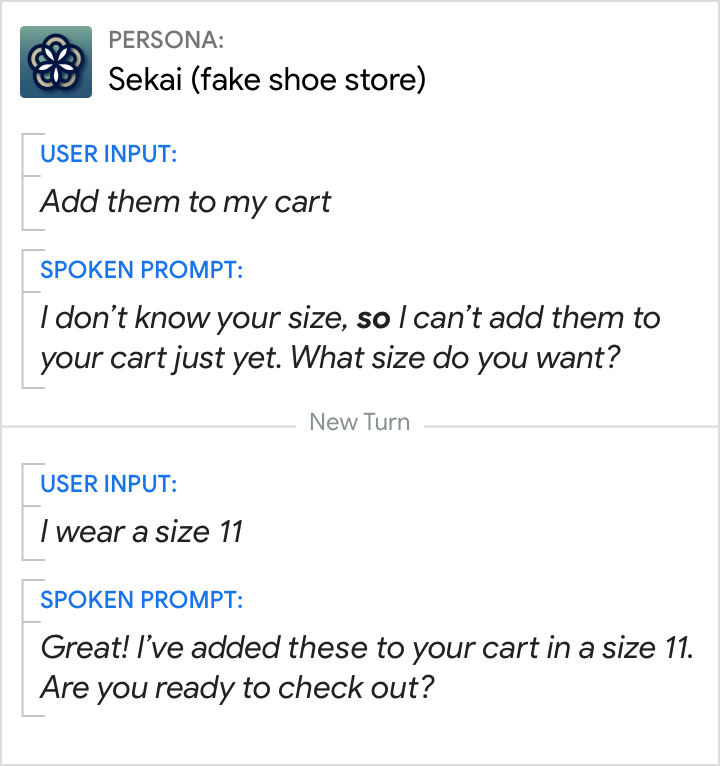 PERSONA:
Sekai (fake shoe store)
USER INPUT:
Add them to my cart
SPOKEN PROMPT:
I don’t know your size, so I can’t add them to
your cart just yet. What size do you want?
New Turn
USER INPUT:
I wear a size 11
SPOKEN PROMPT:
Great! I’ve added these to your cart in a size 11.
Are you ready to check out?